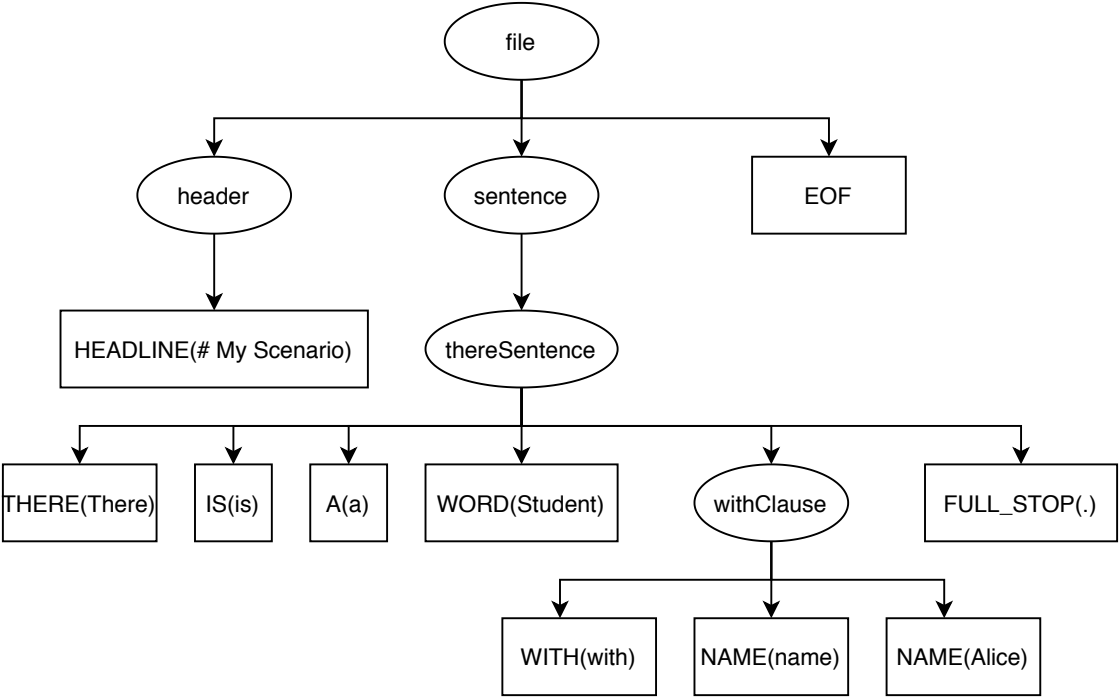 file
header
sentence
EOF
HEADLINE(# My Scenario)
thereSentence
THERE(There)
IS(is)
A(a)
WORD(Student)
withClause
FULL_STOP(.)
WITH(with)
NAME(name)
NAME(Alice)